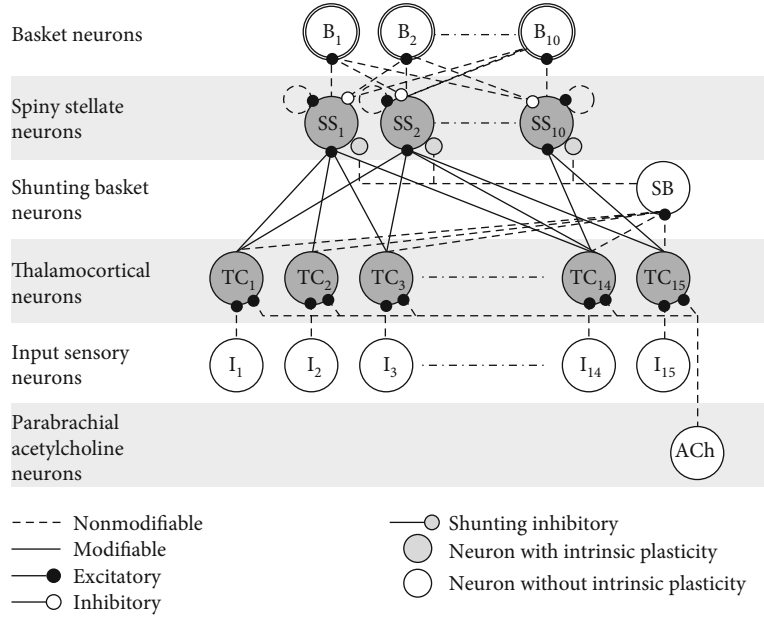 Basket neurons
B1 B2 B10
Spiny stellate
neurons
SS1 SS2 SS10
Shunting basket
neurons
SB
Thalamocortical
neurons
TC1 TC2 TC3 TC14 TC15
Input sensory
neurons
I1 I2 I3 I14 I15
Parabrachial
acetylcholine
neurons
ACh
Nonmodifiable
Modifiable
Excitatory
Inhibitory
Shunting inhibitory
Neuron with intrinsic plasticity
Neuron without intrinsic plasticity